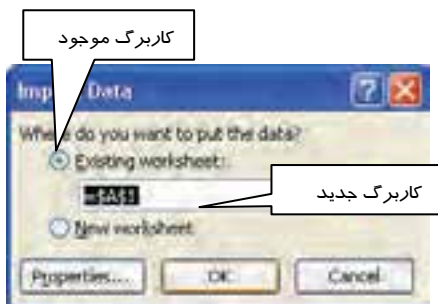 کاربرگ موجود
Import Data
Where do you want to put the data?
Existing worksheet:
=$A$1
کاربرگ جدید
New worksheet
Properties...
OK
Cancel